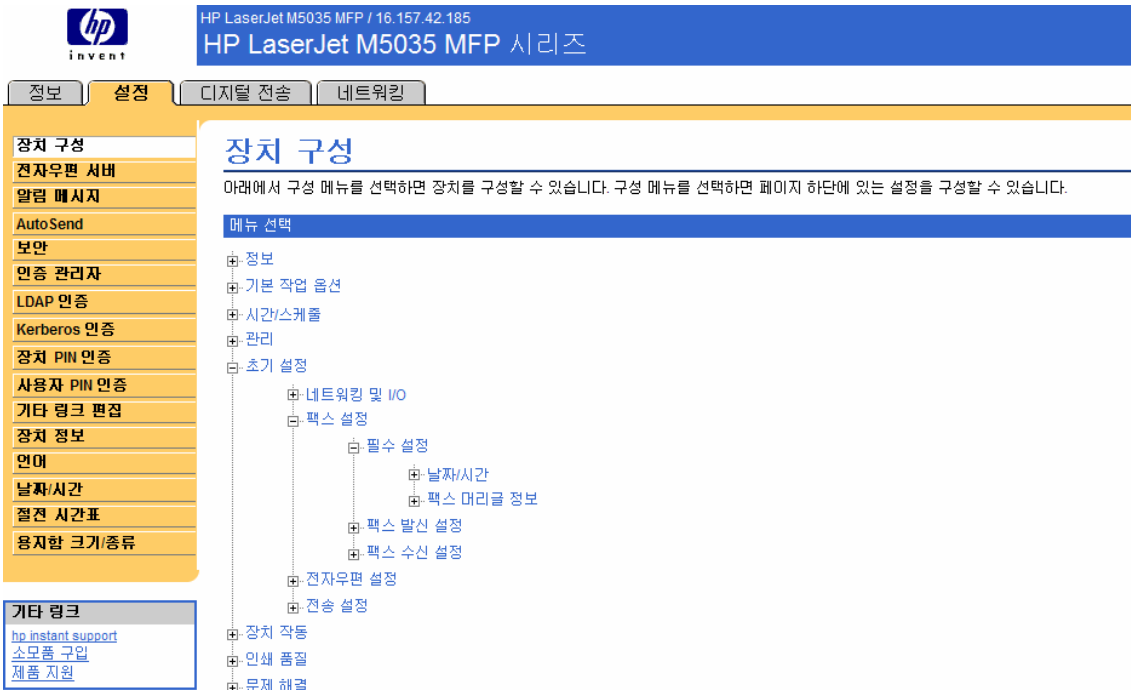 hp
invent
HP LaserJet M5035 MFP / 16.157.42.185
HP LaserJet M5035 MFP 시리즈
정보
설정
디지털 전송
네트워킹
장치 구성
전자우편 서버
알림 메시지
AutoSend
보안
인증 관리자
LDAP 인증
Kerberos 인증
장치 PIN 인증
사용자 PIN 인증
기타 링크 편집
장치 정보
언어
날짜/시간
절전 시간표
용지함 크기/종류
기타 링크
hp instant support
소모품 구입
제품 지원
장치 구성
아래에서 구성 메뉴를 선택하면 장치를 구성할 수 있습니다. 구성 메뉴를 선택하면 페이지 하단에 있는 설정을 구성할 수 있습니다.
메뉴 선택
정보
기본 작업 옵션
시간/스케줄
관리
초기 설정
네트워킹 및 I/O
팩스 설정
필수 설정
날짜/시간
팩스 머리글 정보
팩스 발신 설정
팩스 수신 설정
전자우편 설정
전송 설정
장치 작동
인쇄 품질
문제 해결